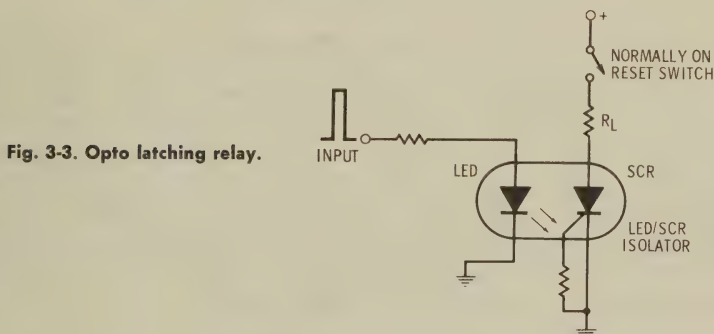 Fig. 3-3. Opto latching relay.
+
NORMALLY ON
RESET SWITCH
RL
INPUT
LED
SCR
LED/SCR
ISOLATOR